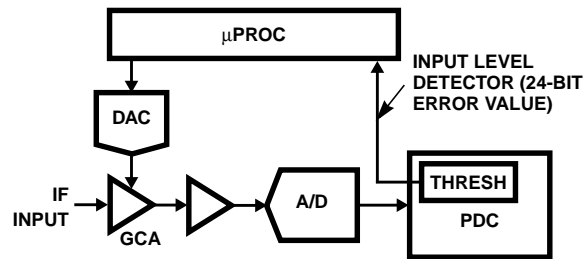 µPROC
INPUT LEVEL
DETECTOR (24-BIT
ERROR VALUE)
DAC
THRESH
IF
INPUT
A/D
PDC
GCA